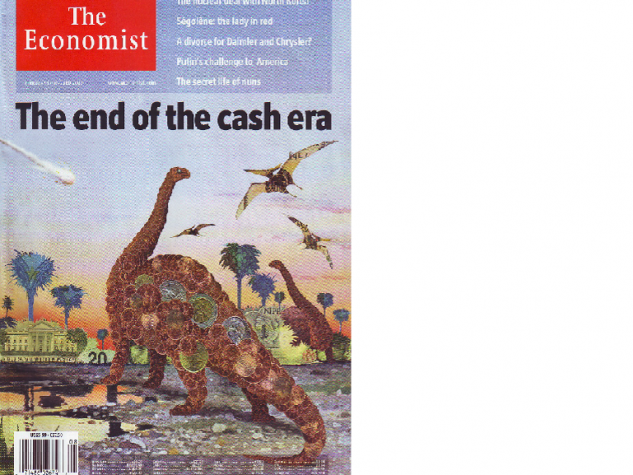 The
Economist
The nuclear deal with North Korea
Ségolène: the lady in red
A divorce for Daimler and Chrysler?
Putin's challenge to America
The secret life of nuns
The end of the cash era
20